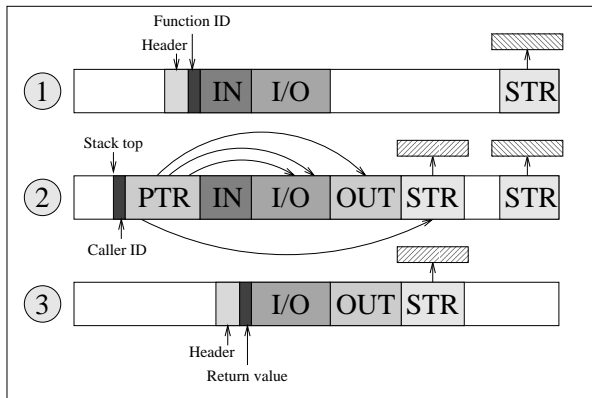 Function ID
Header
1 IN I/O STR
Stack top
2 PTR IN I/O OUT STR STR
Caller ID
3 I/O OUT STR
Header
Return value